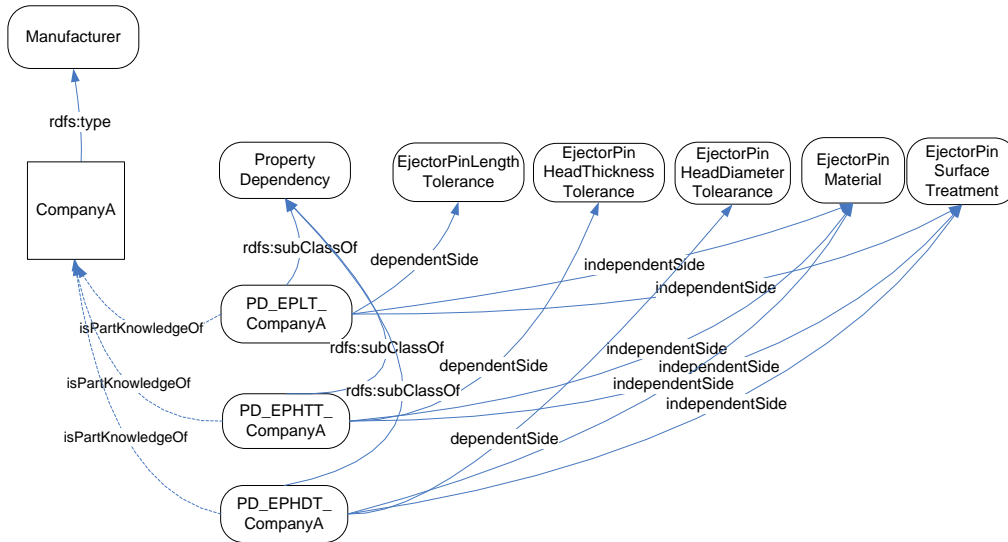 Manufacturer
rdfs:type
CompanyA
Property
Dependency
EjectorPinLength
Tolerance
EjectorPin
HeadThickness
Tolerance
EjectorPin
HeadDiameter
Tolearance
EjectorPin
Material
EjectorPin
Surface
Treatment
rdfs:subClassOf
dependentSide
independentSide
independentSide
PD_EPLT_
CompanyA
isPartKnowledgeOf
rdfs:subClassOf
independentSide
dependentSide
independentSide
isPartKnowledgeOf
rdfs:subClassOf
independentSide
independentSide
PD_EPHTT_
CompanyA
isPartKnowledgeOf
dependentSide
PD_EPHDT_
CompanyA